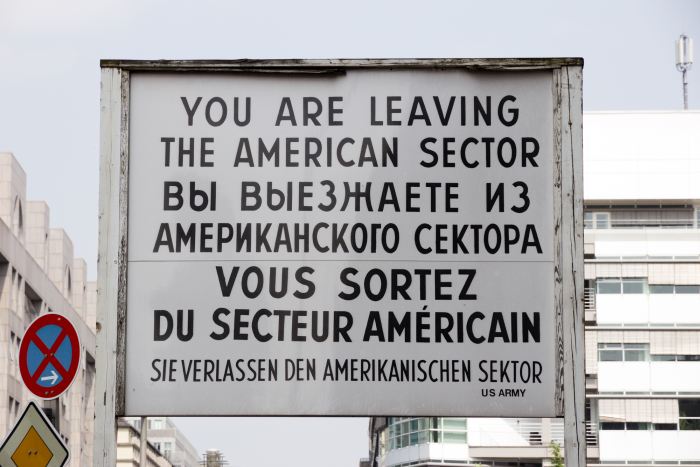 YOU ARE LEAVING
THE AMERICAN SECTOR
ВЫ ВЫЕЗЖАЕТЕ ИЗ
АМЕРИКАНСКОГО СЕКТОРА
VOUS SORTEZ
DU SECTEUR AMÉRICAIN
SIE VERLASSEN DEN AMERIKANISCHEN SEKTOR
US ARMY